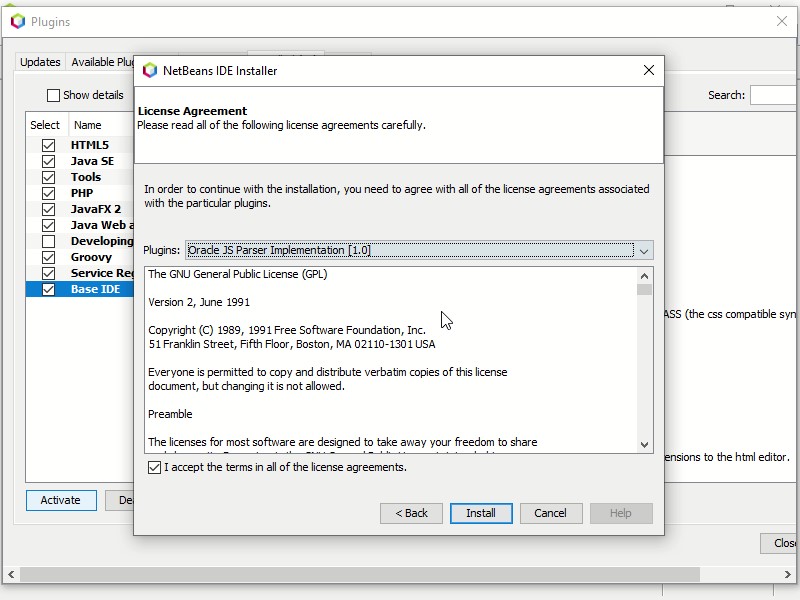 Plugins
Updates
Available Plug
Show details
Search:
Select
Name
HTML5
Java SE
Tools
PHP
JavaFX 2
Java Web a
Developing
Groovy
Service Reg
Base IDE
Activate
De
ASS (the css compatible syn
ensions to the html editor.
Close
NetBeans IDE Installer
License Agreement
Please read all of the following license agreements carefully.
In order to continue with the installation, you need to agree with all of the license agreements associated
with the particular plugins.
Plugins: Oracle JS Parser Implementation [1.0]
The GNU General Public License (GPL)
Version 2, June 1991
Copyright (C) 1989, 1991 Free Software Foundation, Inc.
51 Franklin Street, Fifth Floor, Boston, MA 02110-1301 USA
Everyone is permitted to copy and distribute verbatim copies of this license
document, but changing it is not allowed.
Preamble
The licenses for most software are designed to take away your freedom to share
I accept the terms in all of the license agreements.
< Back
Install
Cancel
Help